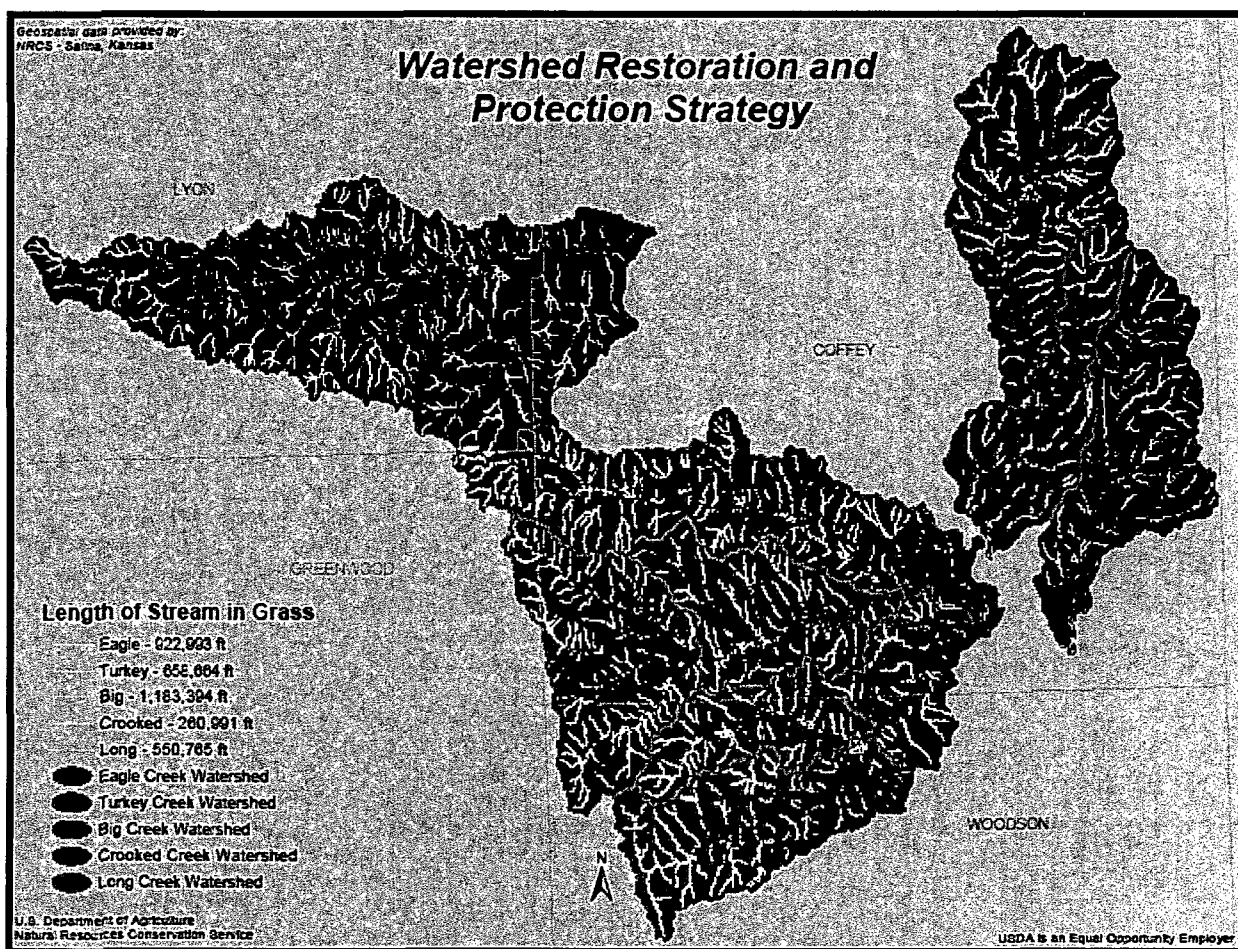 Geospatial data provided by:
NRCS - Salina, Kansas
Watershed Restoration and
Protection Strategy
LYON
COFFEY
GREENWOOD
WOODSON
Length of Stream in Grass
Eagle - 922,993 ft
Turkey - 658,664 ft
Big - 1,183,394 ft
Crooked - 260,991 ft
Long - 550,765 ft
Eagle Creek Watershed
Turkey Creek Watershed
Big Creek Watershed
Crooked Creek Watershed
Long Creek Watershed
N
U.S. Department of Agriculture
Natural Resources Conservation Service
USDA is an Equal Opportunity Employer